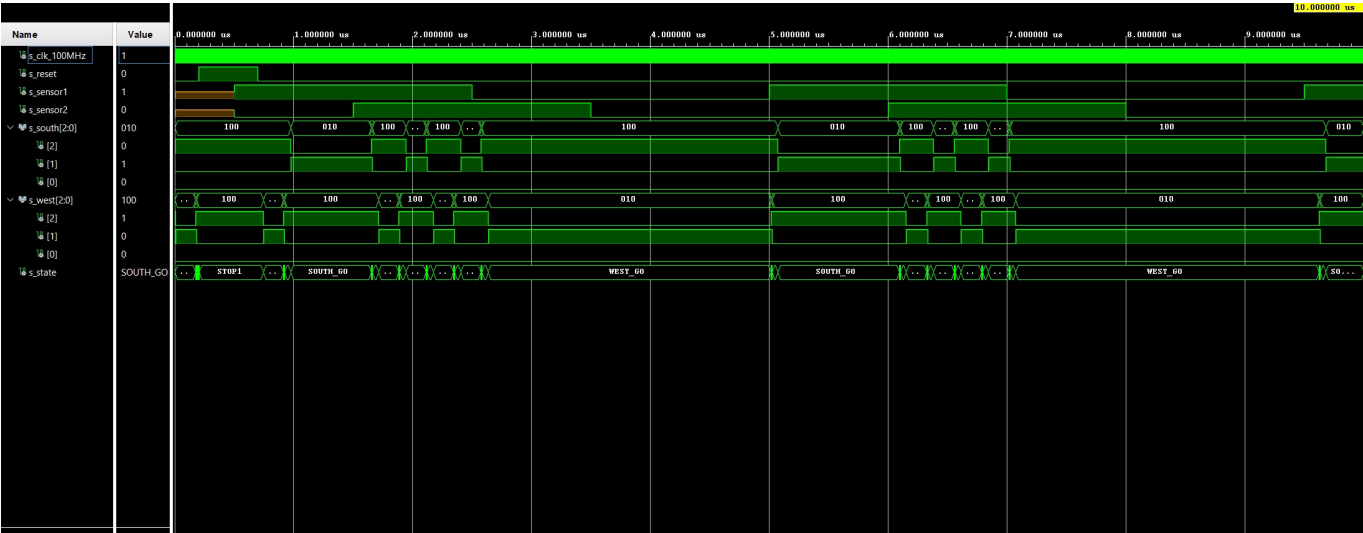 10.000000 us
Name Value 0.000000 us 1.000000 us 2.000000 us 3.000000 us 4.000000 us 5.000000 us 6.000000 us 7.000000 us 8.000000 us 9.000000 us
s_clk_100MHz 1
s_reset 0
s_sensor1 1
s_sensor2 0
s_south[2:0] 010 100 010 100 .. 100 .. 100 010 100 .. 100 .. 100 010
[2] 0
[1] 1
[0] 0
s_west[2:0] 100 .. 100 .. 100 .. 100 .. 100 010 100 .. 100 .. 100 010 100
[2] 1
[1] 0
[0] 0
s_state SOUTH_GO .. STOP1 .. .. SOUTH_GO .. .. .. .. WEST_GO SOUTH_GO .. .. .. .. WEST_GO SO...